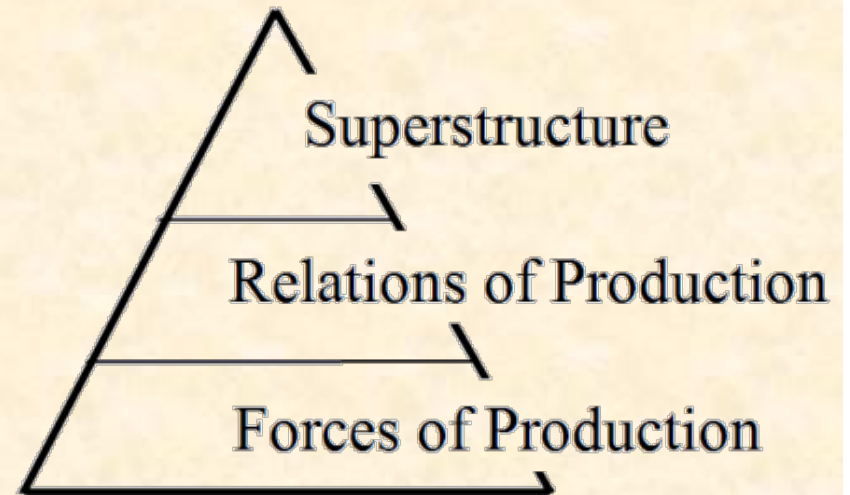 Superstructure
Relations of Production
Forces of Production